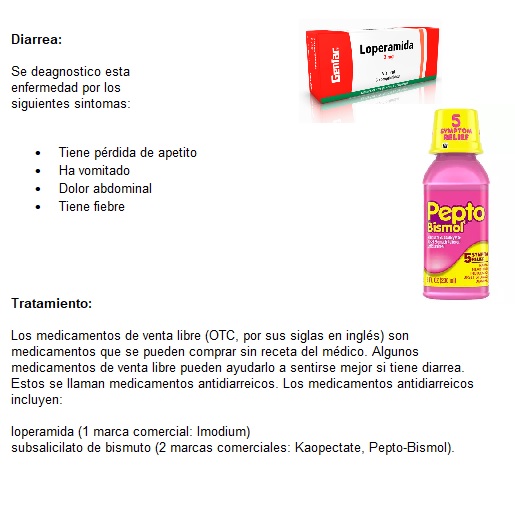 Diarrea:
Se deagnostico esta
enfermedad por los
siguientes sintomas:
• Tiene pérdida de apetito
• Ha vomitado
• Dolor abdominal
• Tiene fiebre
Loperamida
2 mg
Genfar
5
SYMPTOM
RELIEF
Pepto
Bismol
5
Tratamiento:
Los medicamentos de venta libre (OTC, por sus siglas en inglés) son
medicamentos que se pueden comprar sin receta del médico. Algunos
medicamentos de venta libre pueden ayudarlo a sentirse mejor si tiene diarrea.
Estos se llaman medicamentos antidiarreicos. Los medicamentos antidiarreicos
incluyen:
loperamida (1 marca comercial: Imodium)
subsalicilato de bismuto (2 marcas comerciales: Kaopectate, Pepto-Bismol).